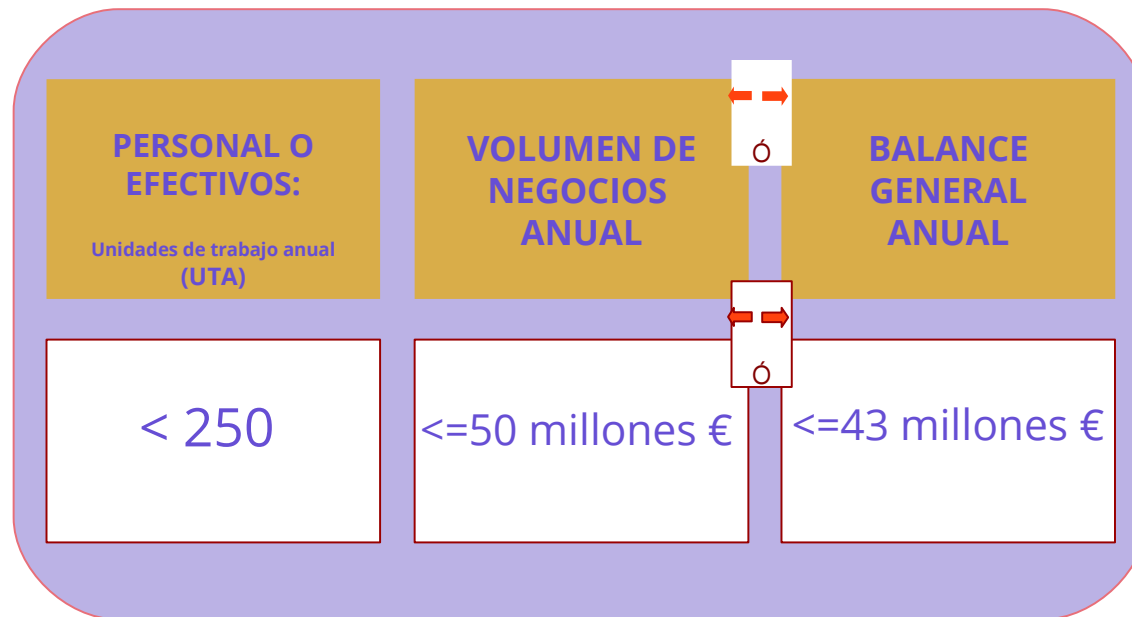 PERSONAL O
EFECTIVOS:
Unidades de trabajo anual
(UTA)
VOLUMEN DE
NEGOCIOS
ANUAL
Ó
BALANCE
GENERAL
ANUAL
< 250
<=50 millones €
Ó
<=43 millones €